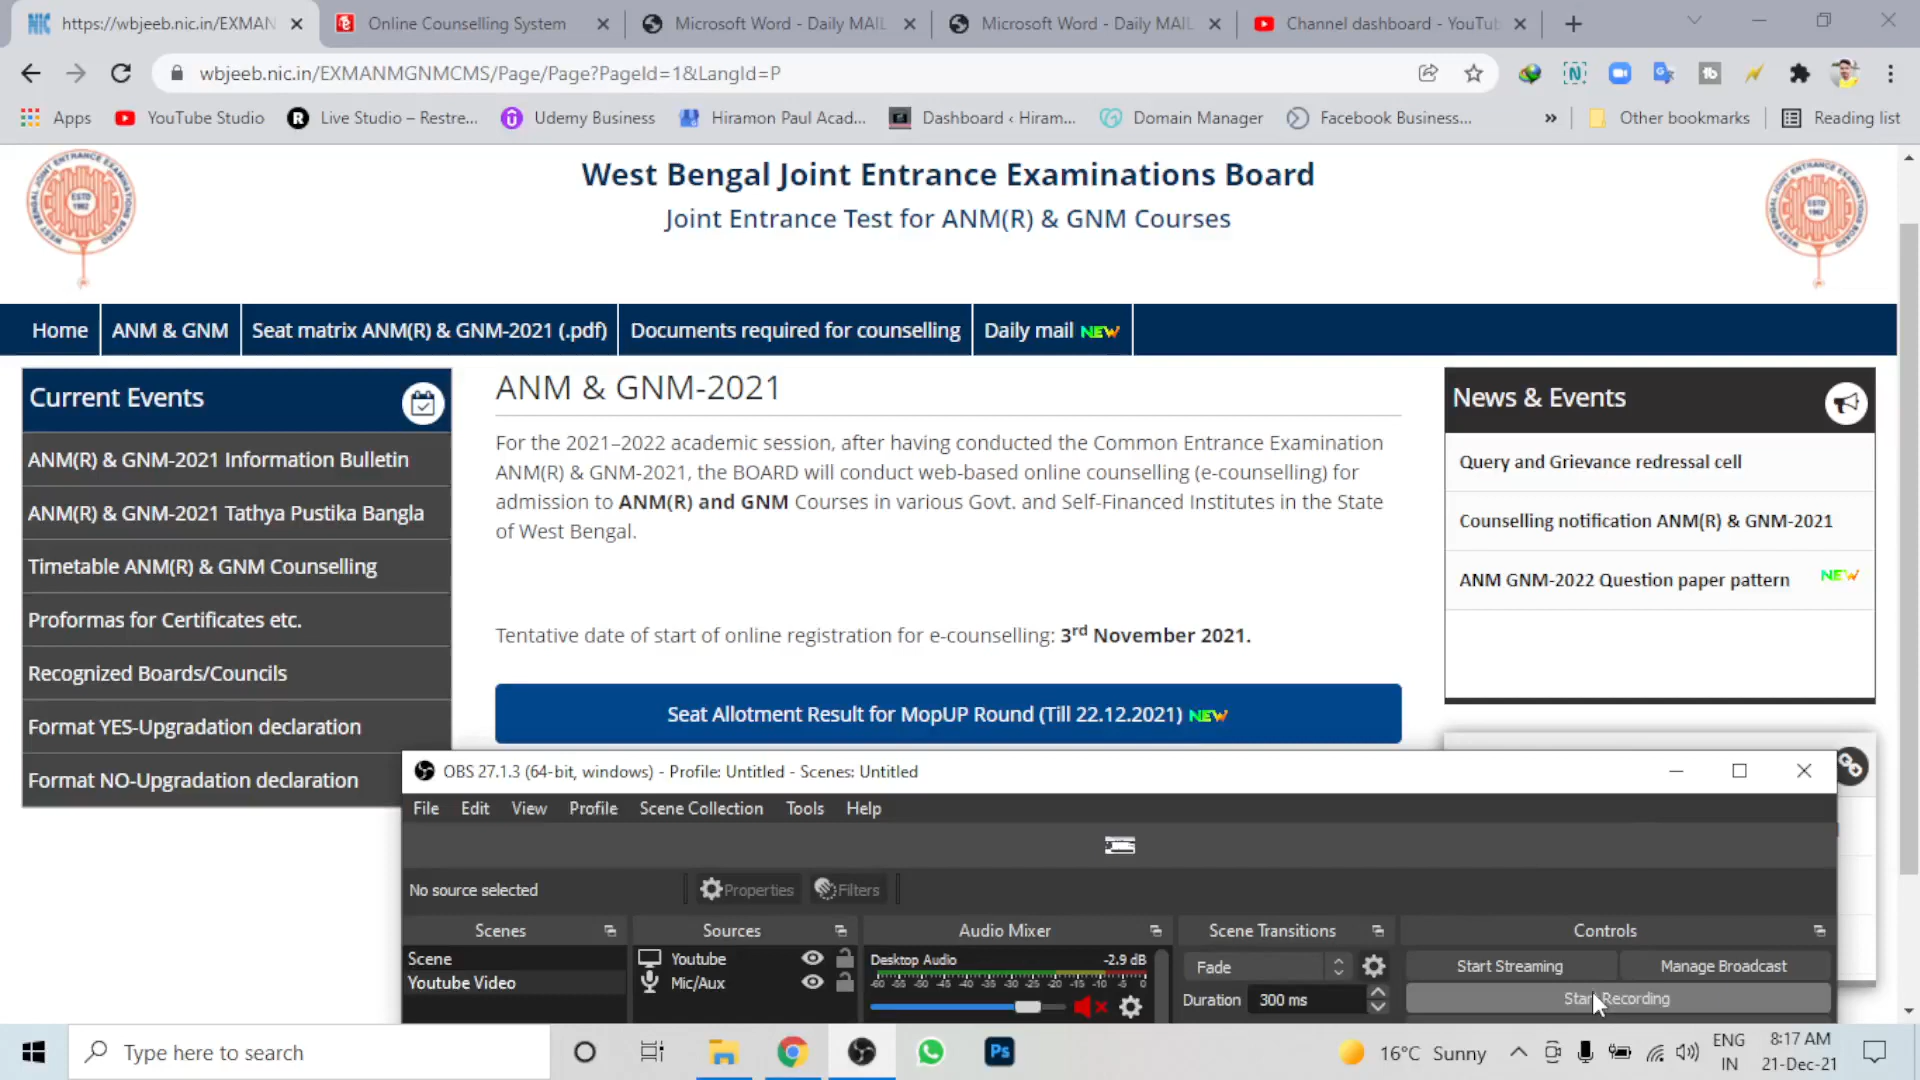 https://wbjeeb.nic.in/EXMAN
Online Counselling System
Microsoft Word - Daily MAIL
Microsoft Word - Daily MAIL
Channel dashboard - YouTub
wbjeeb.nic.in/EXMANMGNMCMS/Page/Page?PageId=1&LangId=P
Apps
YouTube Studio
Live Studio – Restre...
Udemy Business
Hiramon Paul Acad...
Dashboard ‹ Hiram...
Domain Manager
Facebook Business...
»
Other bookmarks
Reading list
West Bengal Joint Entrance Examinations Board
Joint Entrance Test for ANM(R) & GNM Courses
Home
ANM & GNM
Seat matrix ANM(R) & GNM-2021 (.pdf)
Documents required for counselling
Daily mail NEW
Current Events
ANM(R) & GNM-2021 Information Bulletin
ANM(R) & GNM-2021 Tathya Pustika Bangla
Timetable ANM(R) & GNM Counselling
Proformas for Certificates etc.
Recognized Boards/Councils
Format YES-Upgradation declaration
Format NO-Upgradation declaration
ANM & GNM-2021
For the 2021–2022 academic session, after having conducted the Common Entrance Examination
ANM(R) & GNM-2021, the BOARD will conduct web-based online counselling (e-counselling) for
admission to ANM(R) and GNM Courses in various Govt. and Self-Financed Institutes in the State
of West Bengal.
Tentative date of start of online registration for e-counselling: 3rd November 2021.
Seat Allotment Result for MopUP Round (Till 22.12.2021) NEW
News & Events
Query and Grievance redressal cell
Counselling notification ANM(R) & GNM-2021
ANM GNM-2022 Question paper pattern NEW
OBS 27.1.3 (64-bit, windows) - Profile: Untitled - Scenes: Untitled
File Edit View Profile Scene Collection Tools Help
No source selected
Properties
Filters
Scenes
Sources
Audio Mixer
Scene Transitions
Controls
Scene
Youtube Video
Youtube
Mic/Aux
Desktop Audio -2.9 dB
-60 -55 -50 -45 -40 -35 -30 -25 -20 -15 -10 -5 0
Fade
Duration 300 ms
Start Streaming
Manage Broadcast
Start Recording
Type here to search
Ps
16°C Sunny
ENG
IN
8:17 AM
21-Dec-21